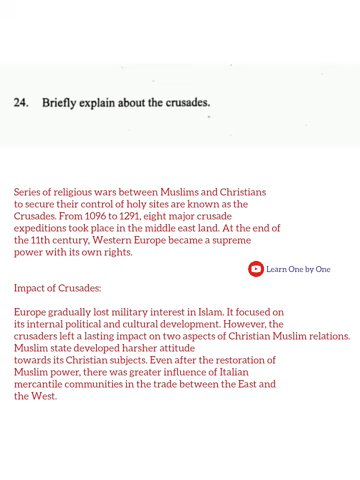 24. Briefly explain about the crusades.
Series of religious wars between Muslims and Christians
to secure their control of holy sites are known as the
Crusades. From 1096 to 1291, eight major crusade
expeditions took place in the middle east land. At the end of
the 11th century, Western Europe became a supreme
power with its own rights.
Learn One by One
Impact of Crusades:
Europe gradually lost military interest in Islam. It focused on
its internal political and cultural development. However, the
crusaders left a lasting impact on two aspects of Christian Muslim relations.
Muslim state developed harsher attitude
towards its Christian subjects. Even after the restoration of
Muslim power, there was greater influence of Italian
mercantile communities in the trade between the East and
the West.